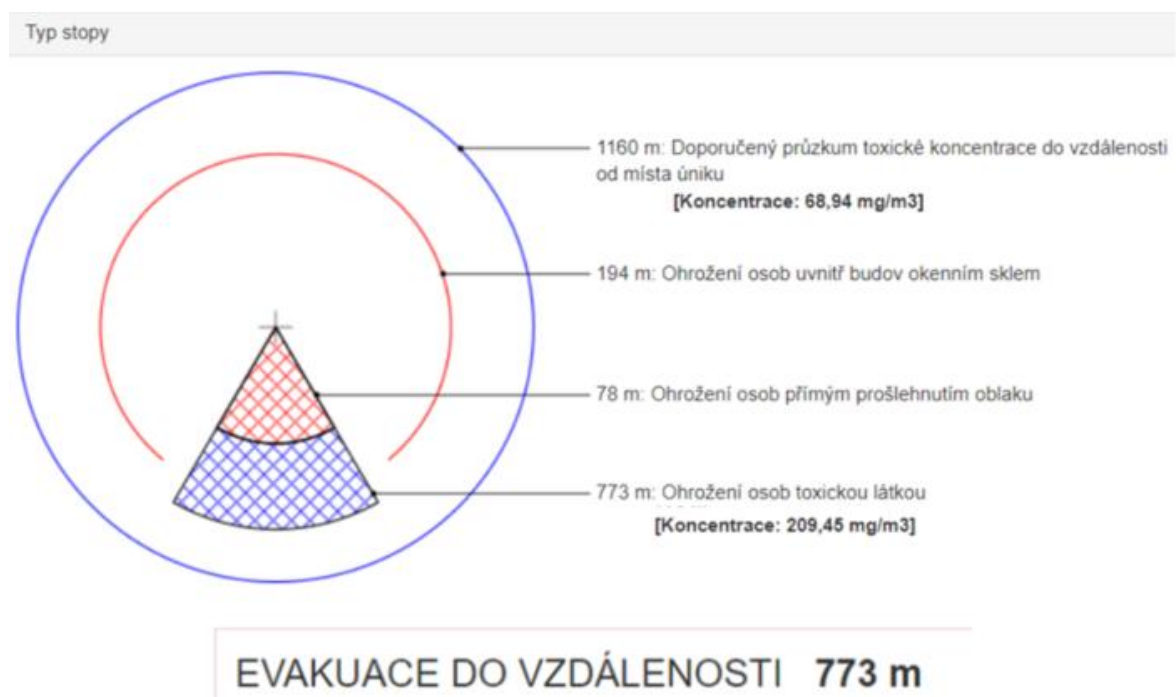 Typ stopy
1160 m: Doporučený průzkum toxické koncentrace do vzdálenosti
od místa úniku
[Koncentrace: 68,94 mg/m3]
194 m: Ohrožení osob uvnitř budov okenním sklem
78 m: Ohrožení osob přímým prošlehnutím oblaku
773 m: Ohrožení osob toxickou látkou
[Koncentrace: 209,45 mg/m3]
EVAKUACE DO VZDÁLENOSTI 773 m